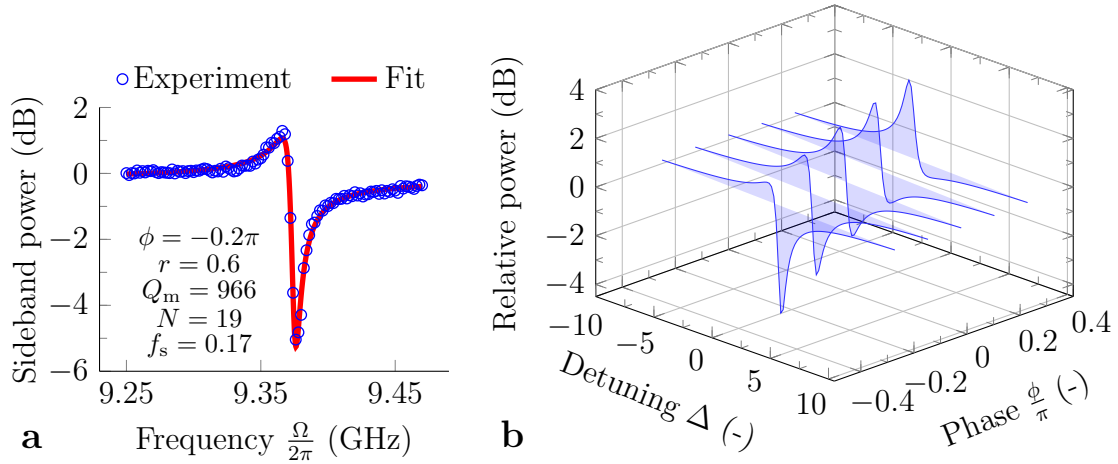 Experiment Fit
Sideband power (dB)
2
0
−2
−4
−6
ϕ = −0.2π
r = 0.6
Qm = 966
N = 19
fs = 0.17
9.25 9.35 9.45
Frequency Ω/2π (GHz)
a
Relative power (dB)
4
2
0
−2
−4
−10 −5 0 5 10
Detuning Δ (-)
−0.4 −0.2 0 0.2 0.4
Phase ϕ/π (-)
b